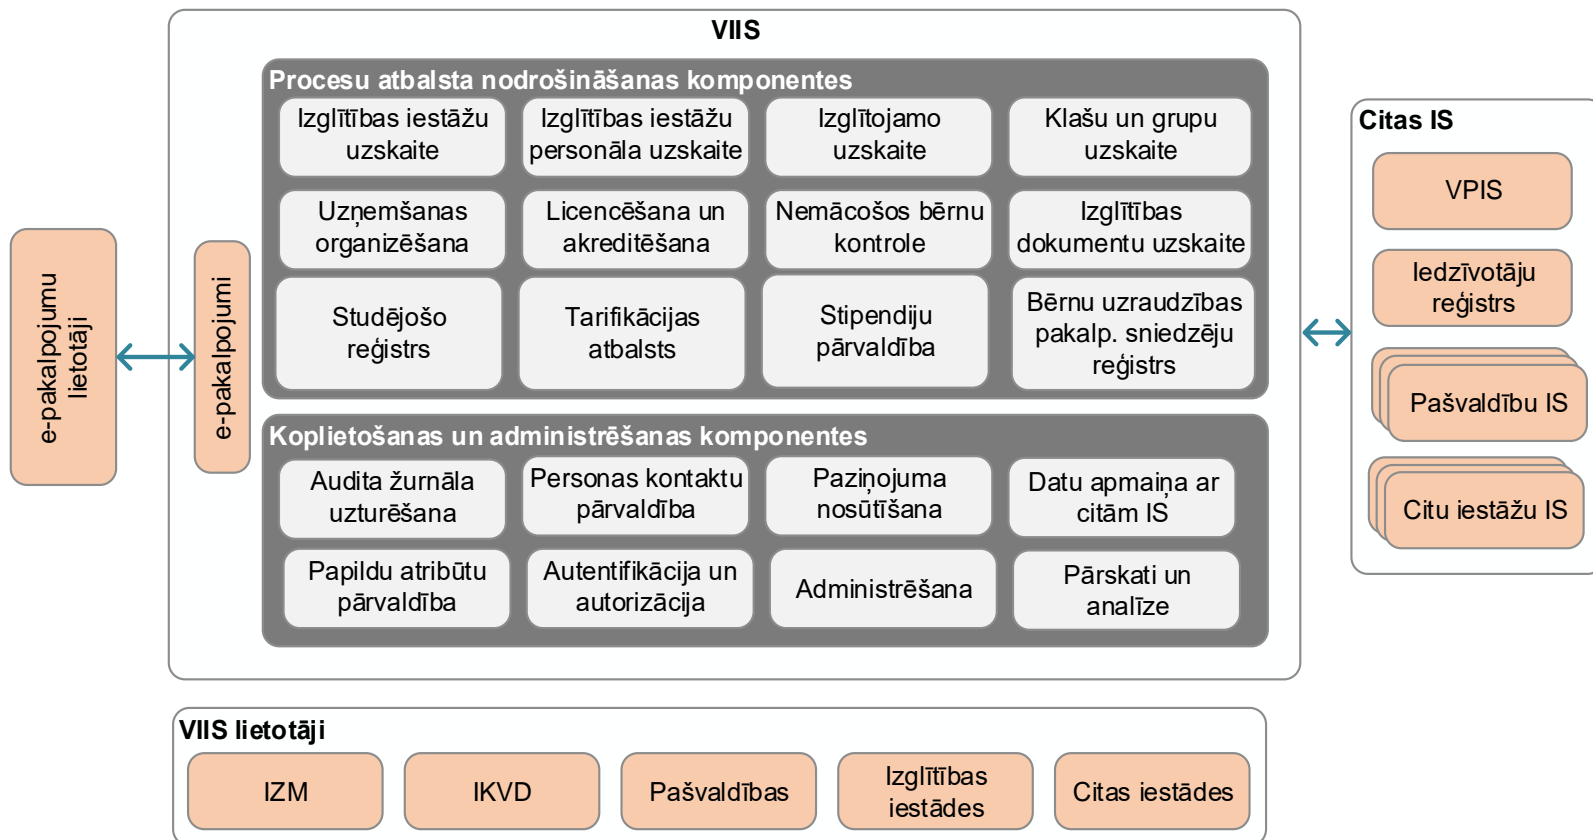 VIIS
Procesu atbalsta nodrošināšanas komponentes
Izglītības iestāžu
uzskaite
Izglītības iestāžu
personāla uzskaite
Izglītojamo
uzskaite
Klašu un grupu
uzskaite
Uzņemšanas
organizēšana
Licencēšana un
akreditēšana
Nemācošos bērnu
kontrole
Izglītības
dokumentu uzskaite
Studējošo
reģistrs
Tarifikācijas
atbalsts
Stipendiju
pārvaldība
Bērnu uzraudzības
pakalp. sniedzēju
reģistrs
Koplietošanas un administrēšanas komponentes
Audita žurnāla
uzturēšana
Personas kontaktu
pārvaldība
Paziņojuma
nosūtīšana
Datu apmaiņa ar
citām IS
Papildu atribūtu
pārvaldība
Autentifikācija un
autorizācija
Administrēšana
Pārskati un
analīze
e-pakalpojumu
lietotāji
e-pakalpojumi
Citas IS
VPIS
Iedzīvotāju
reģistrs
Pašvaldību IS
Citu iestāžu IS
VIIS lietotāji
IZM
IKVD
Pašvaldības
Izglītības
iestādes
Citas iestādes